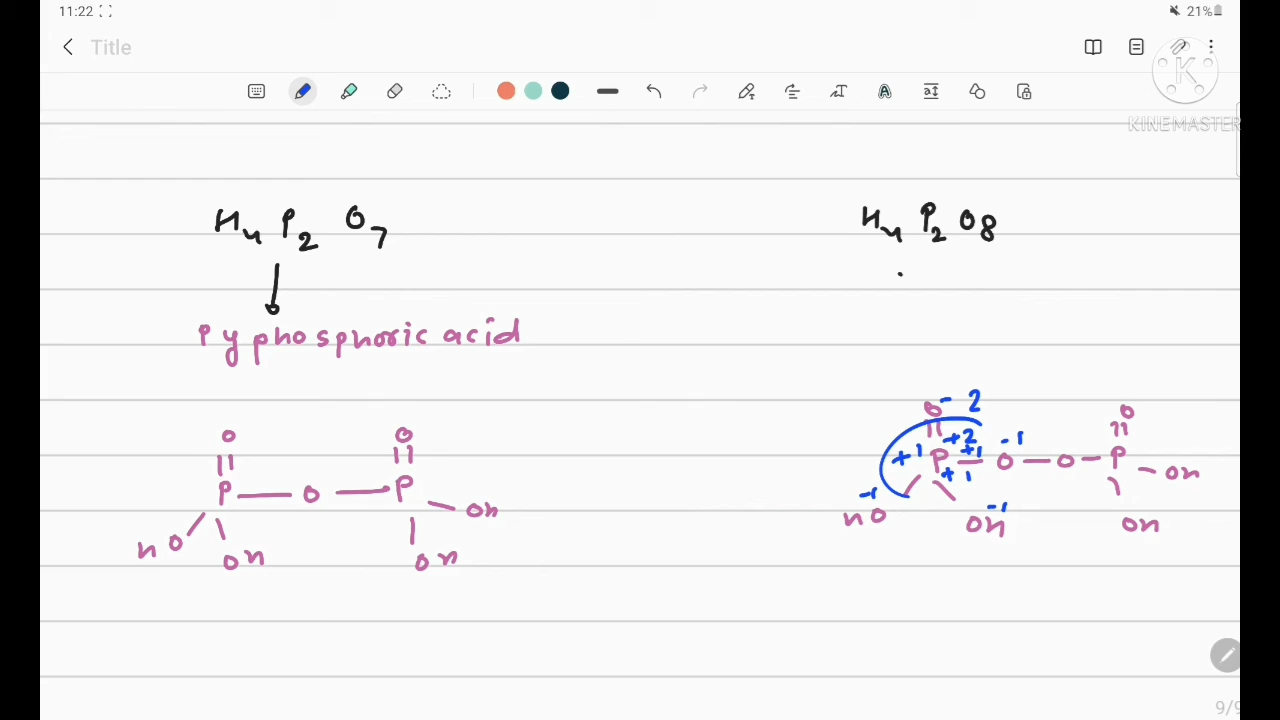 11:22
21%
Title
KINEMASTER
H4 P2 O7
H4 P2 O8
Pyphosphoric acid
O -2
O O O
+2
+1 P +1 O -1 O P OH
+1
P O P OH
-1 HO OH -1 OH
HO OH OH
9/9